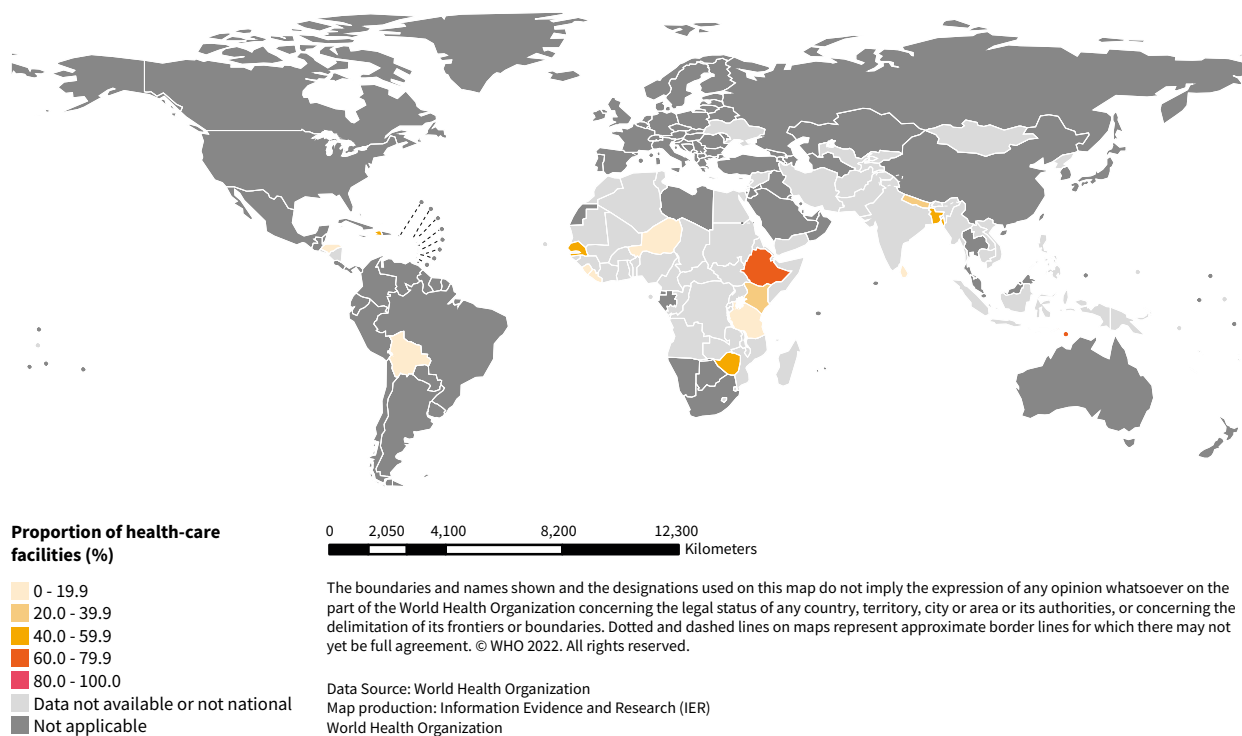 Proportion of health-care
facilities (%)
0 - 19.9
20.0 - 39.9
40.0 - 59.9
60.0 - 79.9
80.0 - 100.0
Data not available or not national
Not applicable
0 2,050 4,100 8,200 12,300
Kilometers
The boundaries and names shown and the designations used on this map do not imply the expression of any opinion whatsoever on the
part of the World Health Organization concerning the legal status of any country, territory, city or area or its authorities, or concerning the
delimitation of its frontiers or boundaries. Dotted and dashed lines on maps represent approximate border lines for which there may not
yet be full agreement. © WHO 2022. All rights reserved.
Data Source: World Health Organization
Map production: Information Evidence and Research (IER)
World Health Organization